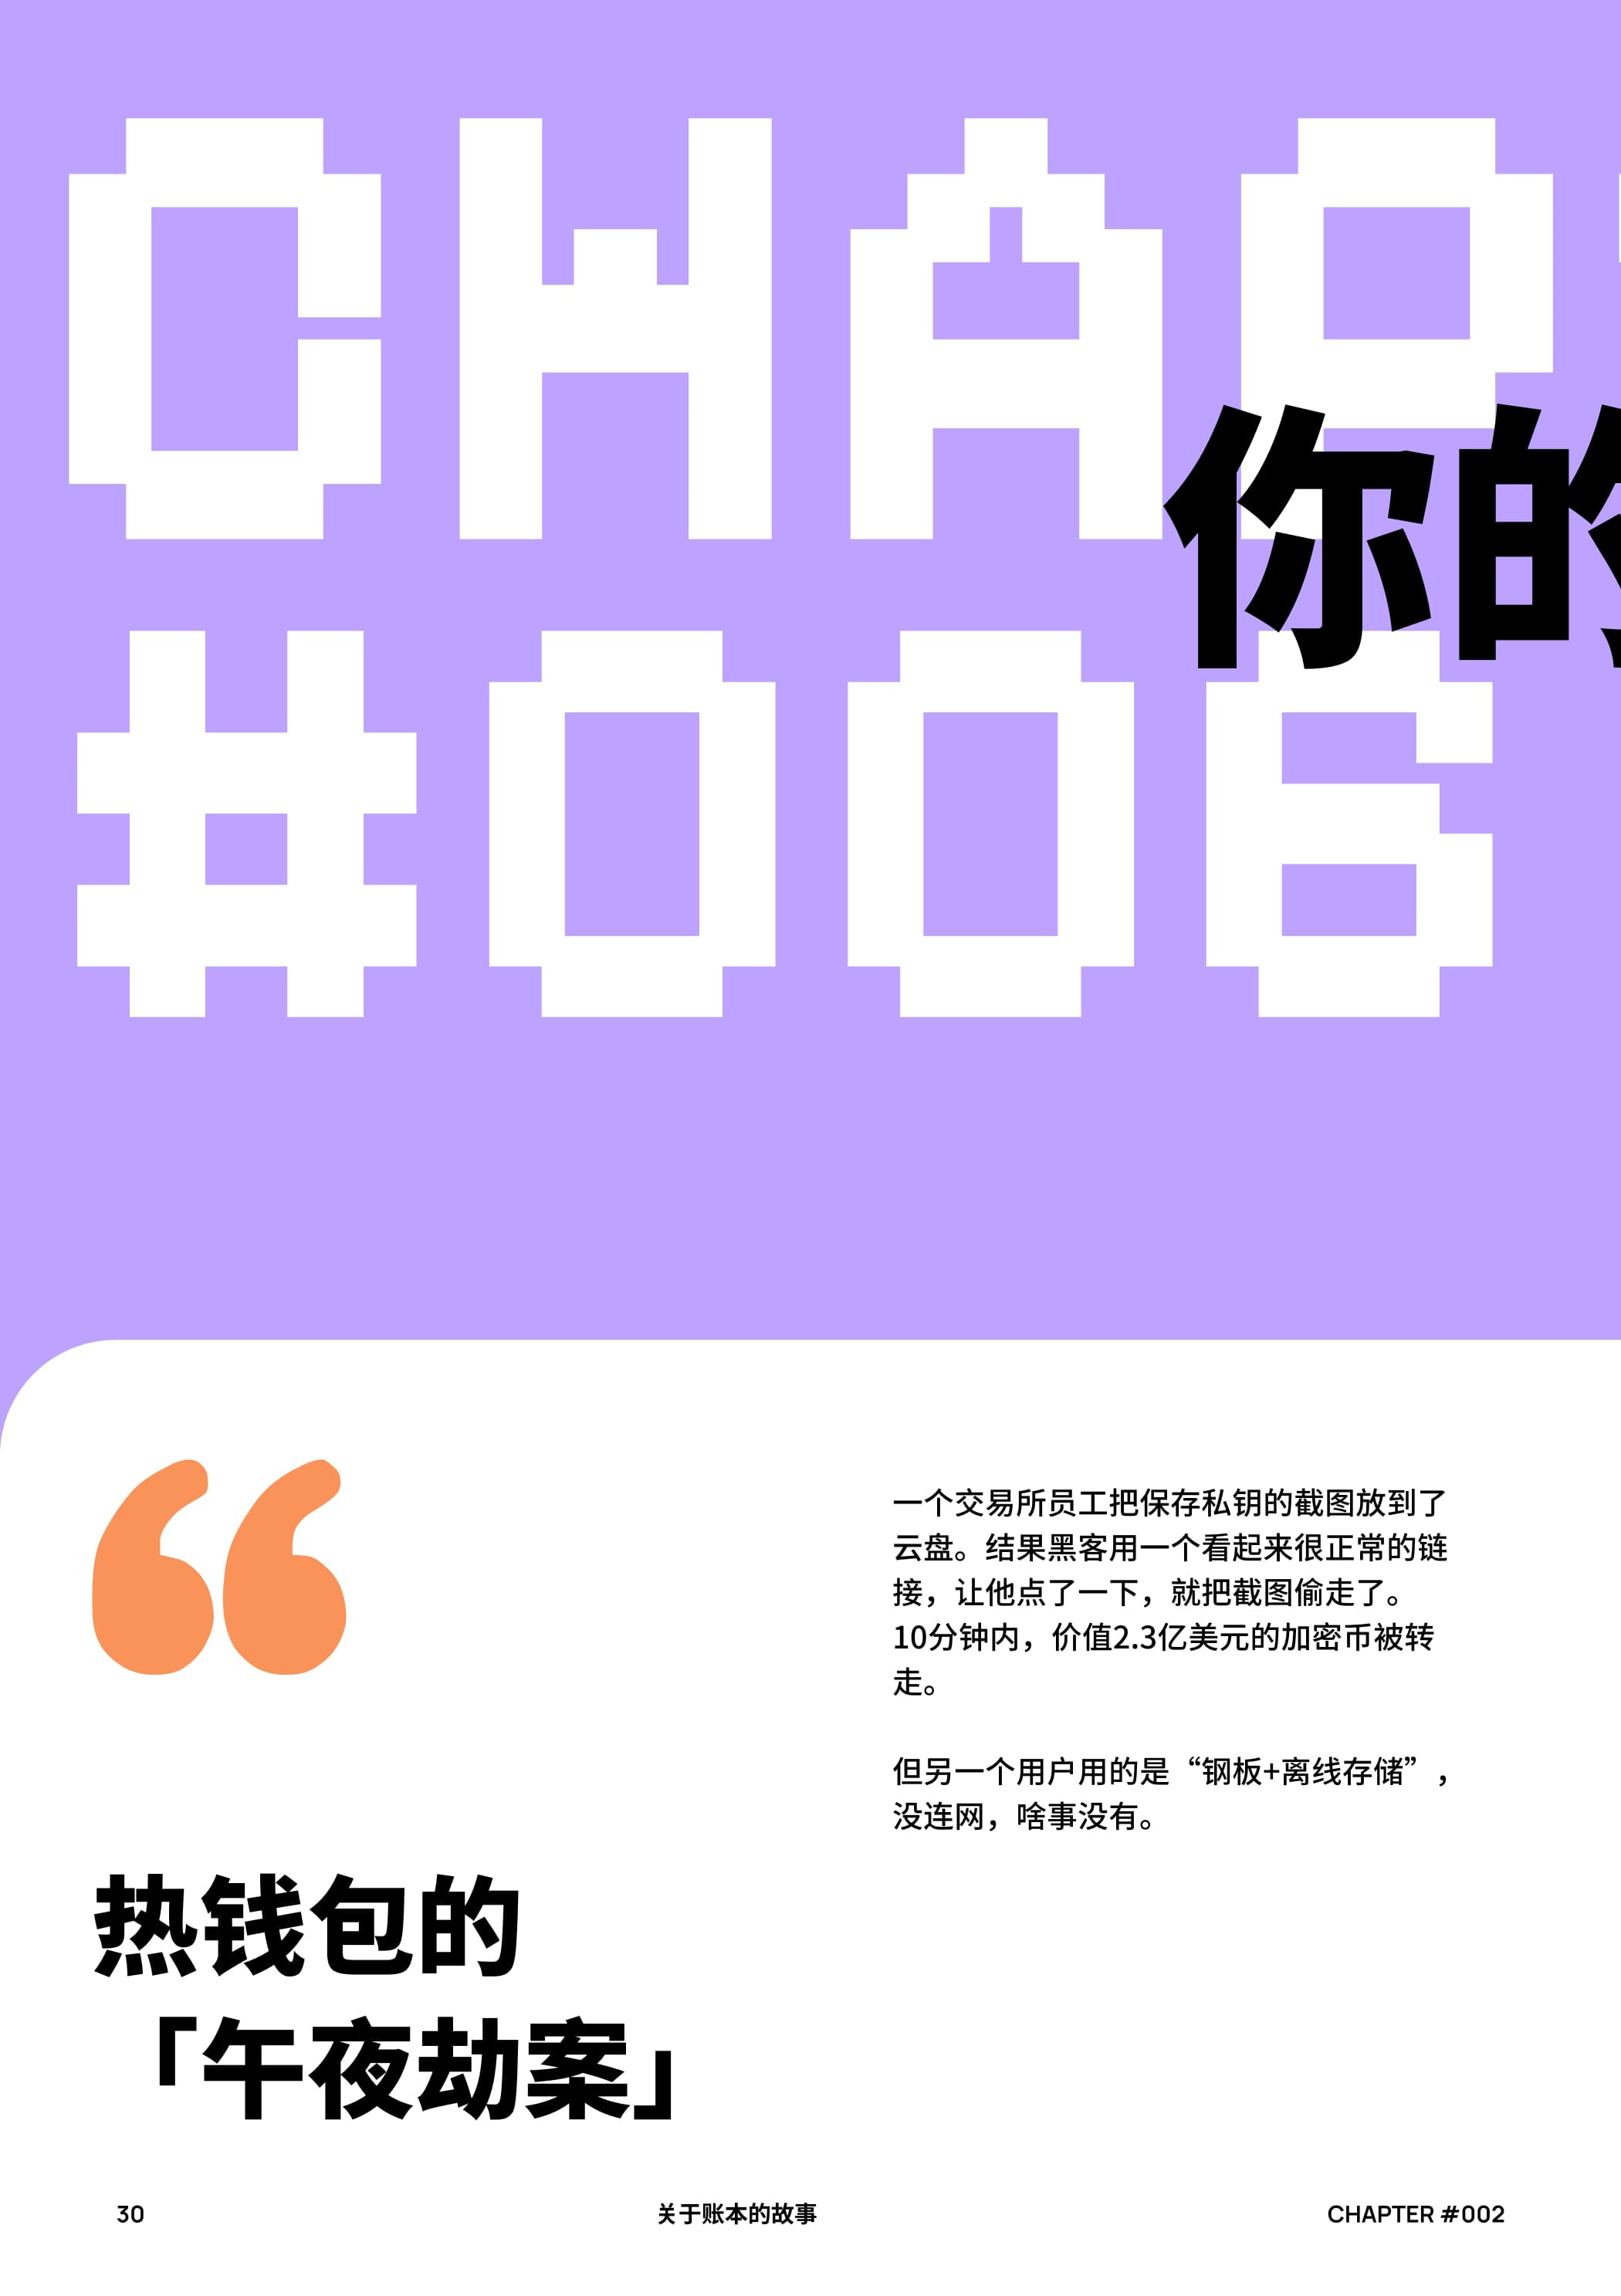 CHAP
你的
#006
一个交易所员工把保存私钥的截图放到了
云盘。结果黑客用一个看起来很正常的链
接，让他点了一下，就把截图偷走了。
10分钟内，价值2.3亿美元的加密币被转
走。
但另一个用户用的是“钢板+离线存储”，
没连网，啥事没有。
热钱包的
「午夜劫案」
30
关于账本的故事
CHAPTER #002